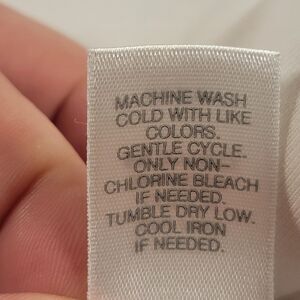 MACHINE WASH
COLD WITH LIKE
COLORS.
GENTLE CYCLE.
ONLY NON-
CHLORINE BLEACH
IF NEEDED.
TUMBLE DRY LOW.
COOL IRON
IF NEEDED.